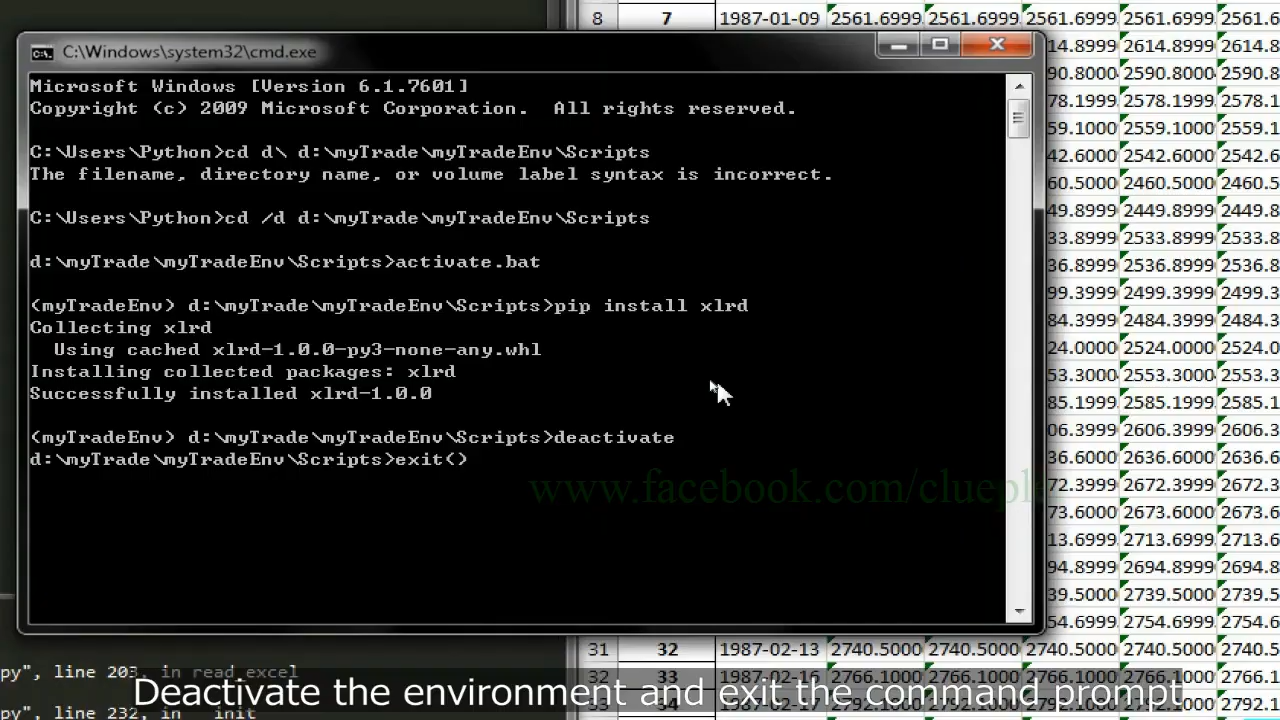 8 7 1987-01-09 2561.6999 2561.6999 2561.6999 2561.6999 2561.6
C:\Windows\system32\cmd.exe
Microsoft Windows [Version 6.1.7601]
Copyright (c) 2009 Microsoft Corporation.  All rights reserved.
C:\Users\Python>cd d\ d:\myTrade\myTradeEnv\Scripts
The filename, directory name, or volume label syntax is incorrect.
C:\Users\Python>cd /d d:\myTrade\myTradeEnv\Scripts
d:\myTrade\myTradeEnv\Scripts>activate.bat
(myTradeEnv) d:\myTrade\myTradeEnv\Scripts>pip install xlrd
Collecting xlrd
  Using cached xlrd-1.0.0-py3-none-any.whl
Installing collected packages: xlrd
Successfully installed xlrd-1.0.0
(myTradeEnv) d:\myTrade\myTradeEnv\Scripts>deactivate
d:\myTrade\myTradeEnv\Scripts>exit()
www.facebook.com/cluepl
14.8999 2614.8999 2614.8
90.8000 2590.8000 2590.8
78.1999 2578.1999 2578.1
59.1000 2559.1000 2559.1
42.6000 2542.6000 2542.6
60.5000 2460.5000 2460.5
49.8999 2449.8999 2449.8
33.8999 2533.8999 2533.8
36.8999 2536.8999 2536.8
99.3999 2499.3999 2499.3
84.3999 2484.3999 2484.3
24.0000 2524.0000 2524.0
53.3000 2553.3000 2553.3
85.1999 2585.1999 2585.1
06.3999 2606.3999 2606.3
36.6000 2636.6000 2636.6
72.3999 2672.3999 2672.3
73.6000 2673.6000 2673.6
13.6999 2713.6999 2713.6
94.8999 2694.8999 2694.8
39.5000 2739.5000 2739.5
54.6999 2754.6999 2754.6
31 32 1987-02-13 2740.5000 2740.5000 2740.5000 2740.5000 2740.5
32 33 1987-02-16 2766.1000 2766.1000 2766.1000 2766.1000 2766.1
py", line 203, in read_excel
Deactivate the environment and exit the command prompt
py", line 232, in __init__